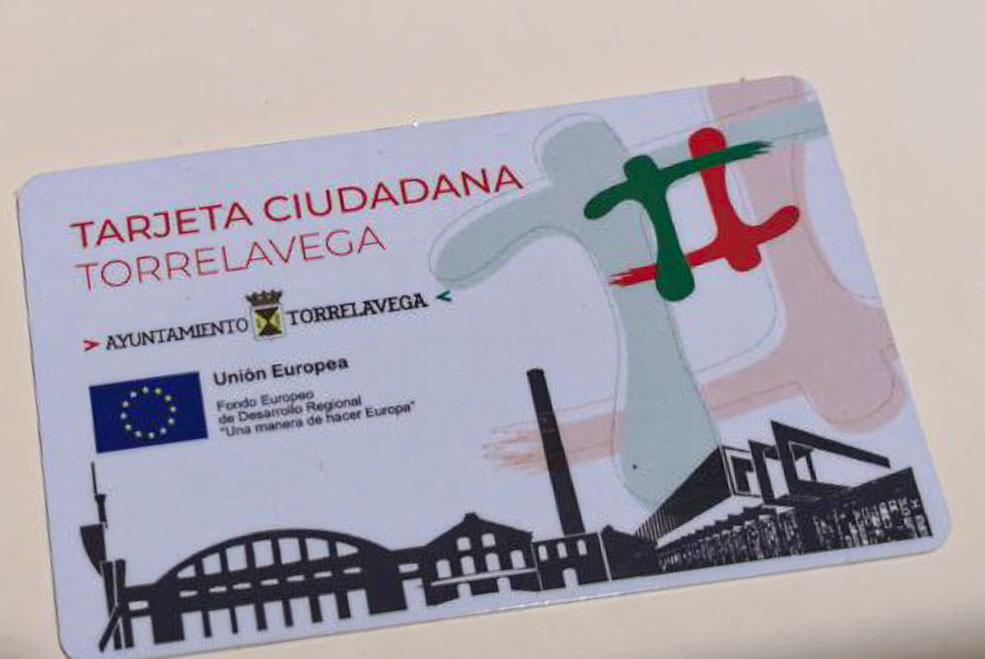 TARJETA CIUDADANA
TORRELAVEGA
> AYUNTAMIENTO TORRELAVEGA <
Unión Europea
Fondo Europeo
de Desarrollo Regional
"Una manera de hacer Europa"